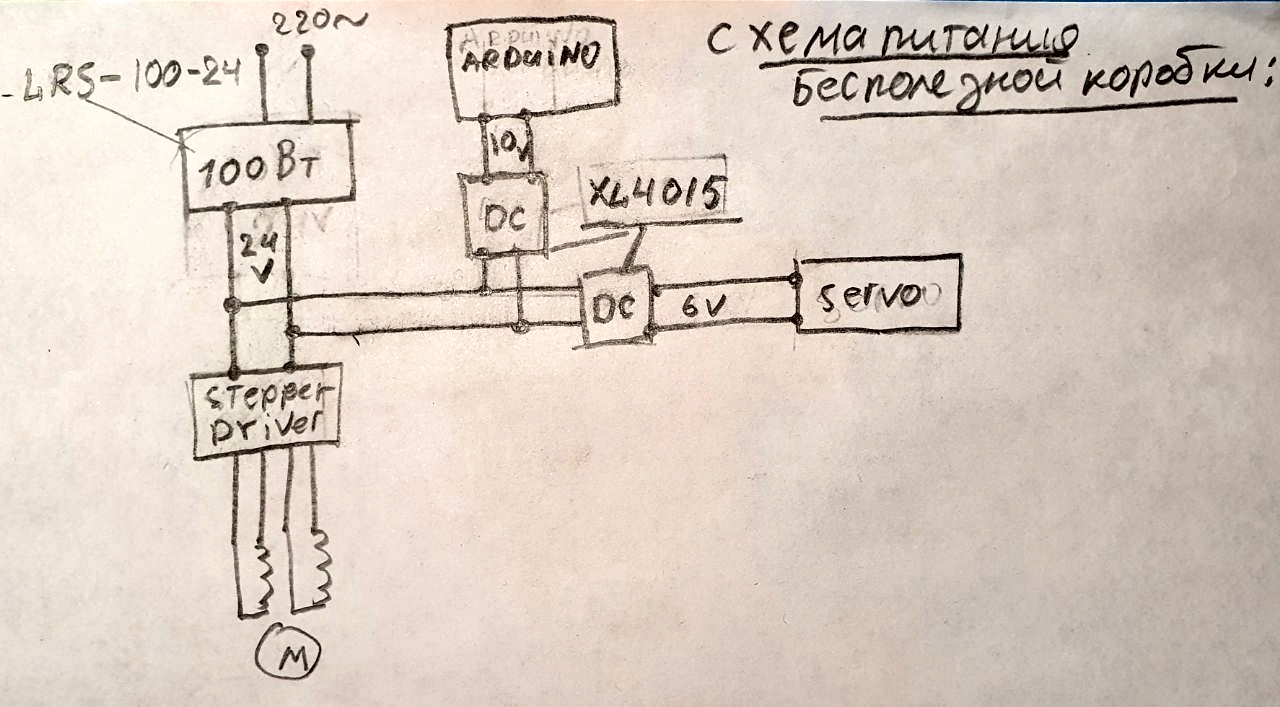 220~
LRS-100-24
100 Вт
24
V
Stepper
Driver
M
ARDUINO
10v
DC
XL4015
DC
6V
Servo
схема питания
бесполезной коробки: